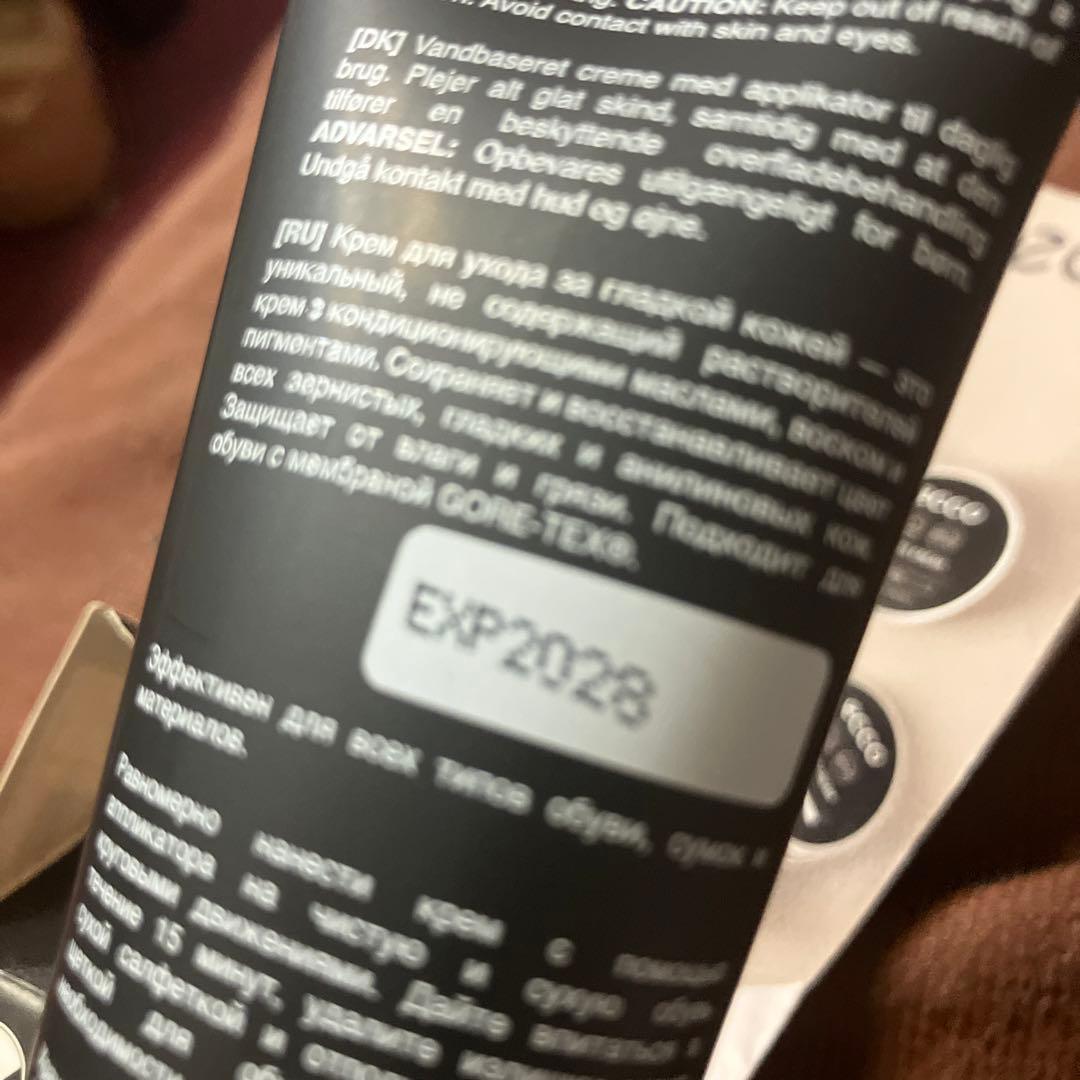 CAUTION: Keep out of reach of
Avoid contact with skin and eyes.
[DK] Vandbaseret creme med applikator til daglig
brug. Plejer alt glat skind, samtidig med at den
tilfører en beskyttende overfladebehandling
ADVARSEL: Opbevares utilgængeligt for børn.
Undgå kontakt med hud og øjne.
[RU] Крем для ухода за гладкой кожей – это
уникальный, не содержащий растворителей
крем з кондиционирующими маслами, воском и
пигментами. Сохраняет и восстанавливает цвет
всех зернистых, гладких и анилиновых кож.
Защищает от влаги и грязи. Подходит для
обуви с мембраной GORE-TEX®.
EXP2028
Эффективен для всех типов обуви, сумок и
материалов.
Равномерно нанести крем с помощью
аппликатора на чистую и сухую обувь
круговыми движениями. Дайте впитаться в
течение 15 минут, удалите
сухой салфеткой и
щеткой для
необходимости
ECCO
ECCO